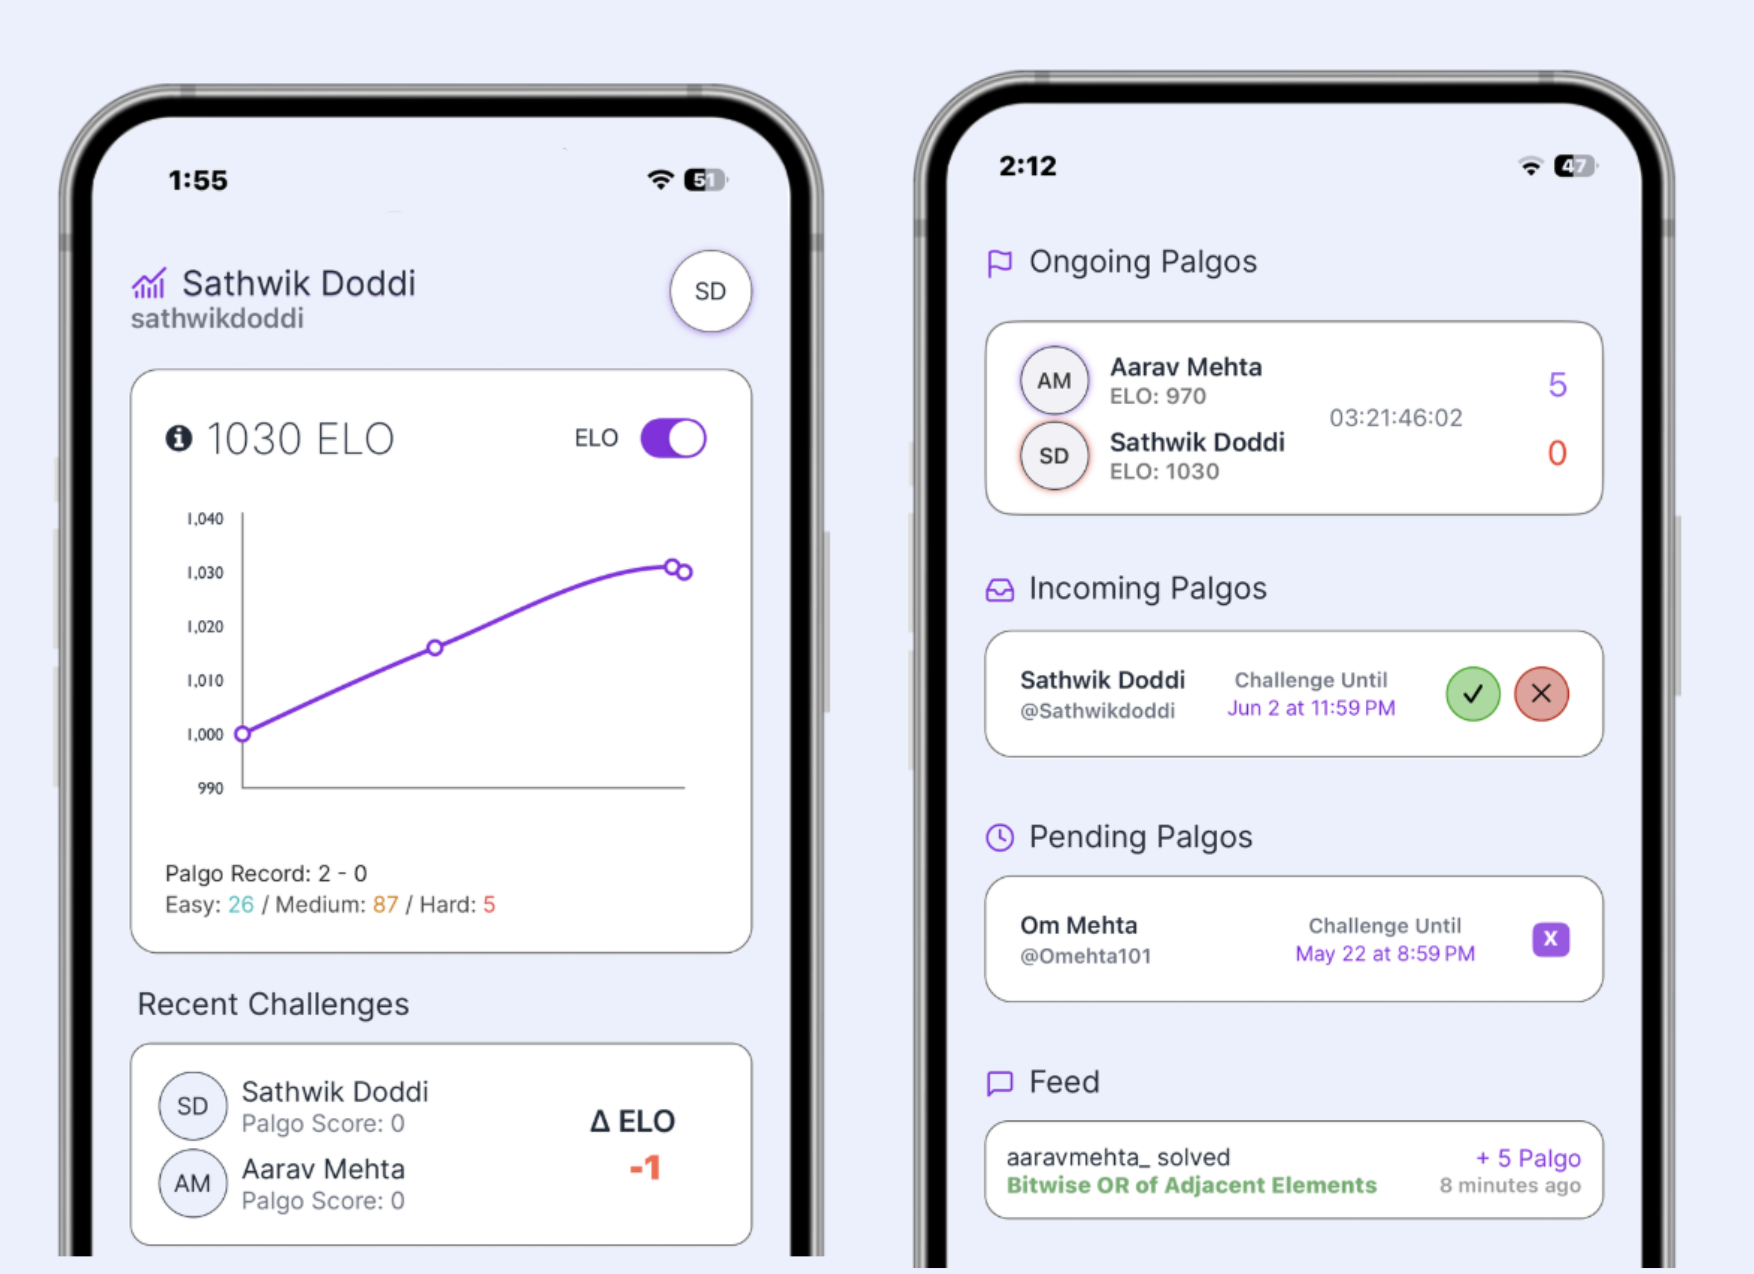 1:55
51
Sathwik Doddi
sathwikdoddi
SD
1030 ELO
ELO
1,040
1,030
1,020
1,010
1,000
990
Palgo Record: 2 - 0
Easy: 26 / Medium: 87 / Hard: 5
Recent Challenges
SD
Sathwik Doddi
Palgo Score: 0
AM
Aarav Mehta
Palgo Score: 0
Δ ELO
-1
2:12
47
Ongoing Palgos
AM
Aarav Mehta
ELO: 970
5
03:21:46:02
SD
Sathwik Doddi
ELO: 1030
0
Incoming Palgos
Sathwik Doddi
@Sathwikdoddi
Challenge Until
Jun 2 at 11:59 PM
Pending Palgos
Om Mehta
@Omehta101
Challenge Until
May 22 at 8:59 PM
X
Feed
aaravmehta_ solved
Bitwise OR of Adjacent Elements
+ 5 Palgo
8 minutes ago